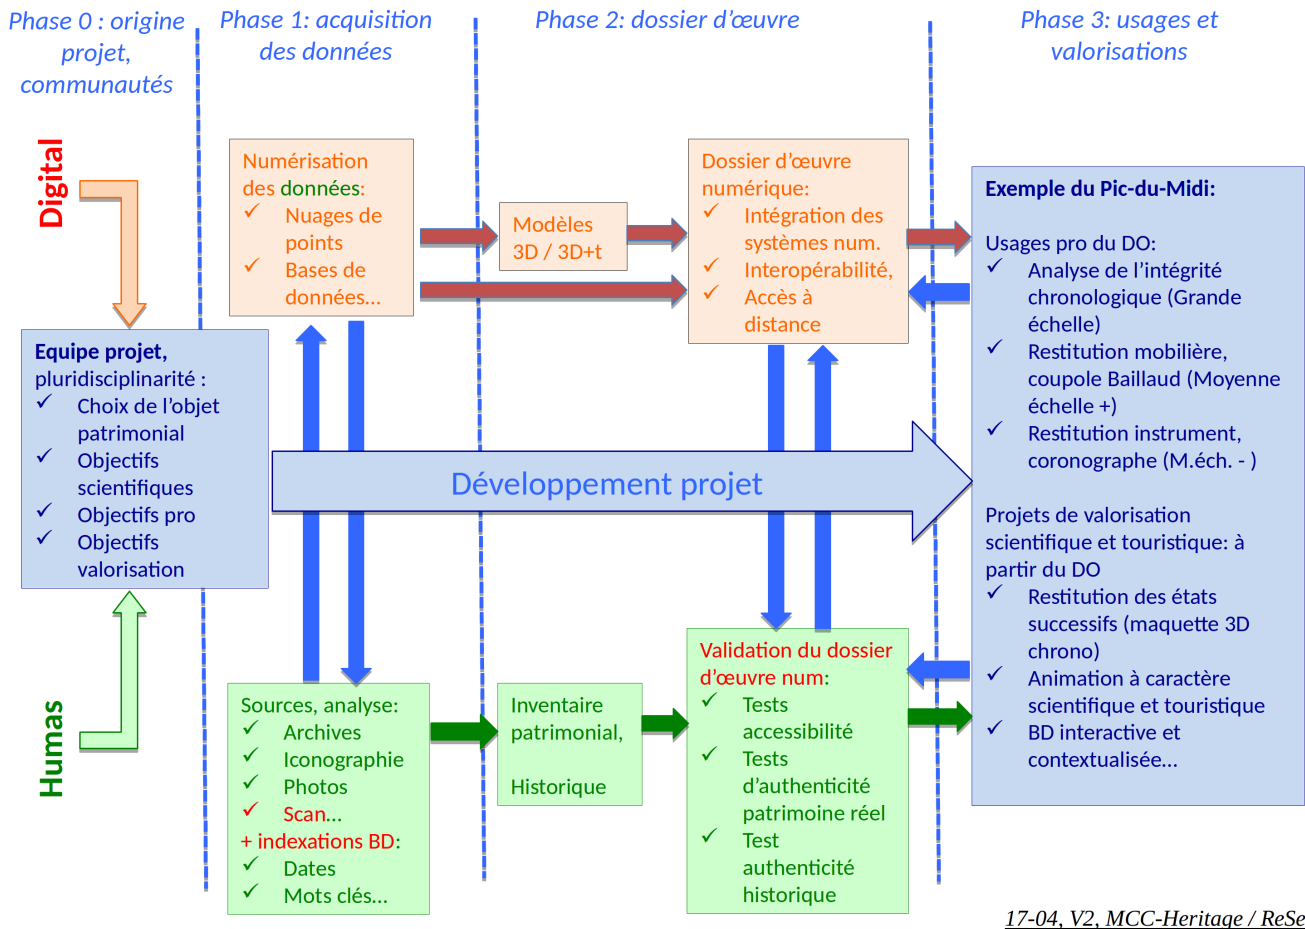 Phase 0 : origine
projet,
communautés
Phase 1: acquisition
des données
Phase 2: dossier d’œuvre
Phase 3: usages et
valorisations
Digital
Humas
Equipe projet,
pluridisciplinarité :
✓ Choix de l’objet
patrimonial
✓ Objectifs
scientifiques
✓ Objectifs pro
✓ Objectifs
valorisation
Numérisation
des données:
✓ Nuages de
points
✓ Bases de
données…
Modèles
3D / 3D+t
Dossier d’œuvre
numérique:
✓ Intégration des
systèmes num.
✓ Interopérabilité,
✓ Accès à
distance
Développement projet
Sources, analyse:
✓ Archives
✓ Iconographie
✓ Photos
✓ Scan…
+ indexations BD:
✓ Dates
✓ Mots clés…
Inventaire
patrimonial,
Historique
Validation du dossier
d’œuvre num:
✓ Tests
accessibilité
✓ Tests
d’authenticité
patrimoine réel
✓ Test
authenticité
historique
Exemple du Pic-du-Midi:
Usages pro du DO:
✓ Analyse de l’intégrité
chronologique (Grande
échelle)
✓ Restitution mobilière,
coupole Baillaud (Moyenne
échelle +)
✓ Restitution instrument,
coronographe (M.éch. - )
Projets de valorisation
scientifique et touristique: à
partir du DO
✓ Restitution des états
successifs (maquette 3D
chrono)
✓ Animation à caractère
scientifique et touristique
✓ BD interactive et
contextualisée…
17-04, V2, MCC-Heritage / ReSe